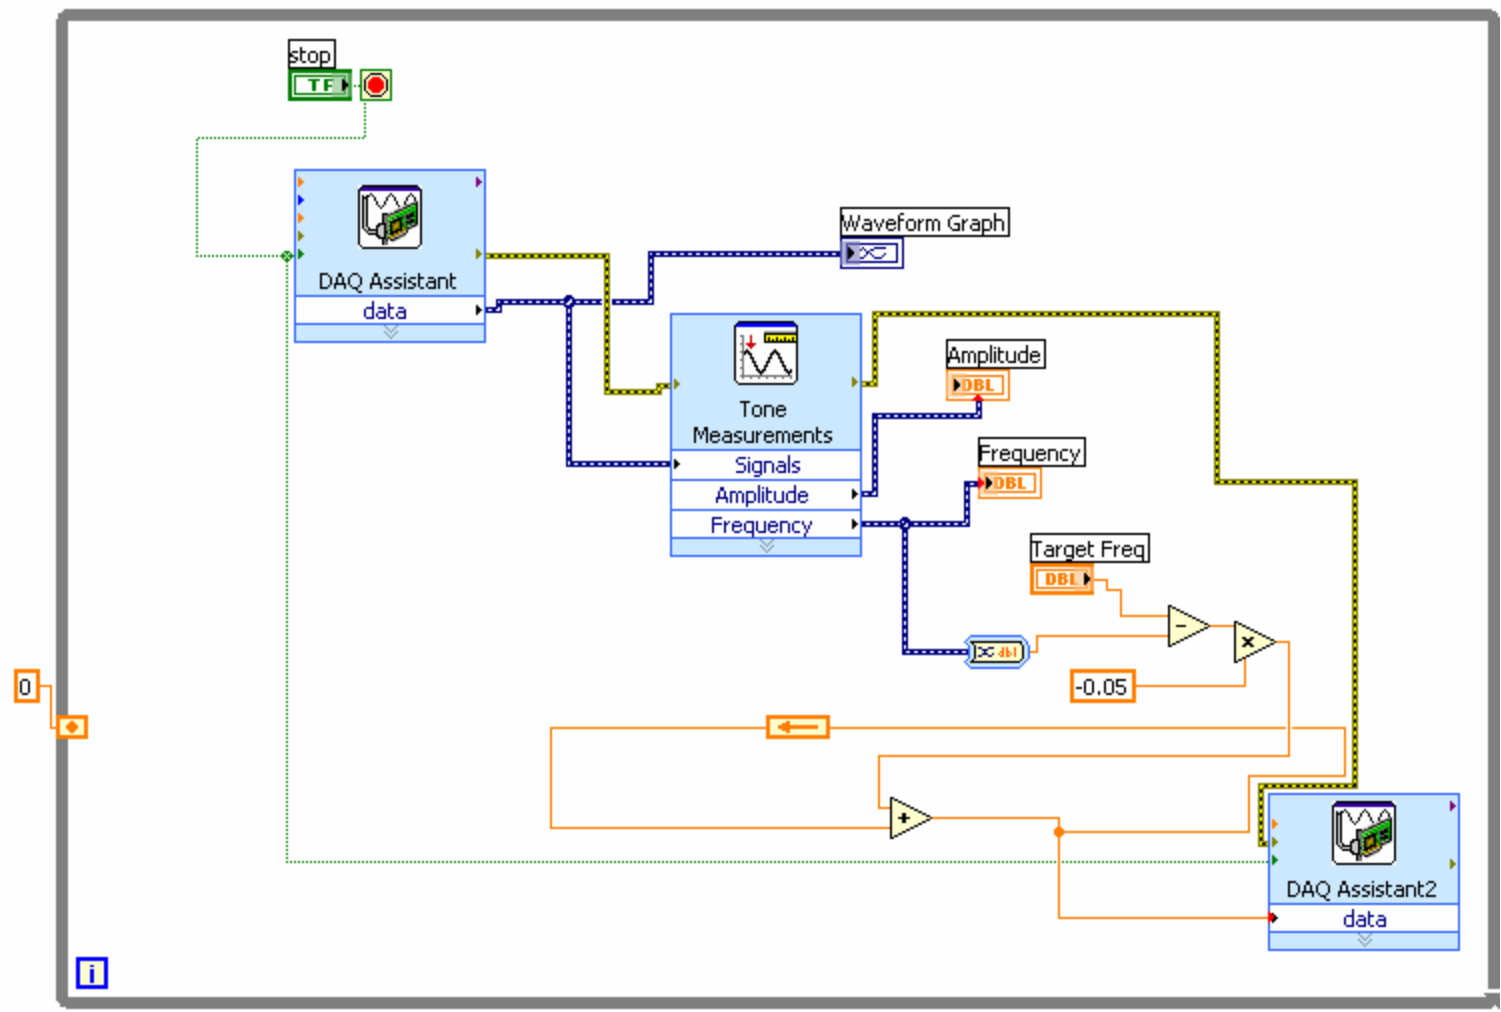 stop
TF
DAQ Assistant
data
Waveform Graph
Tone
Measurements
Signals
Amplitude
Frequency
Amplitude
DBL
Frequency
DBL
Target Freq
DBL
-
x
dbl
-0.05
0
+
DAQ Assistant2
data
i